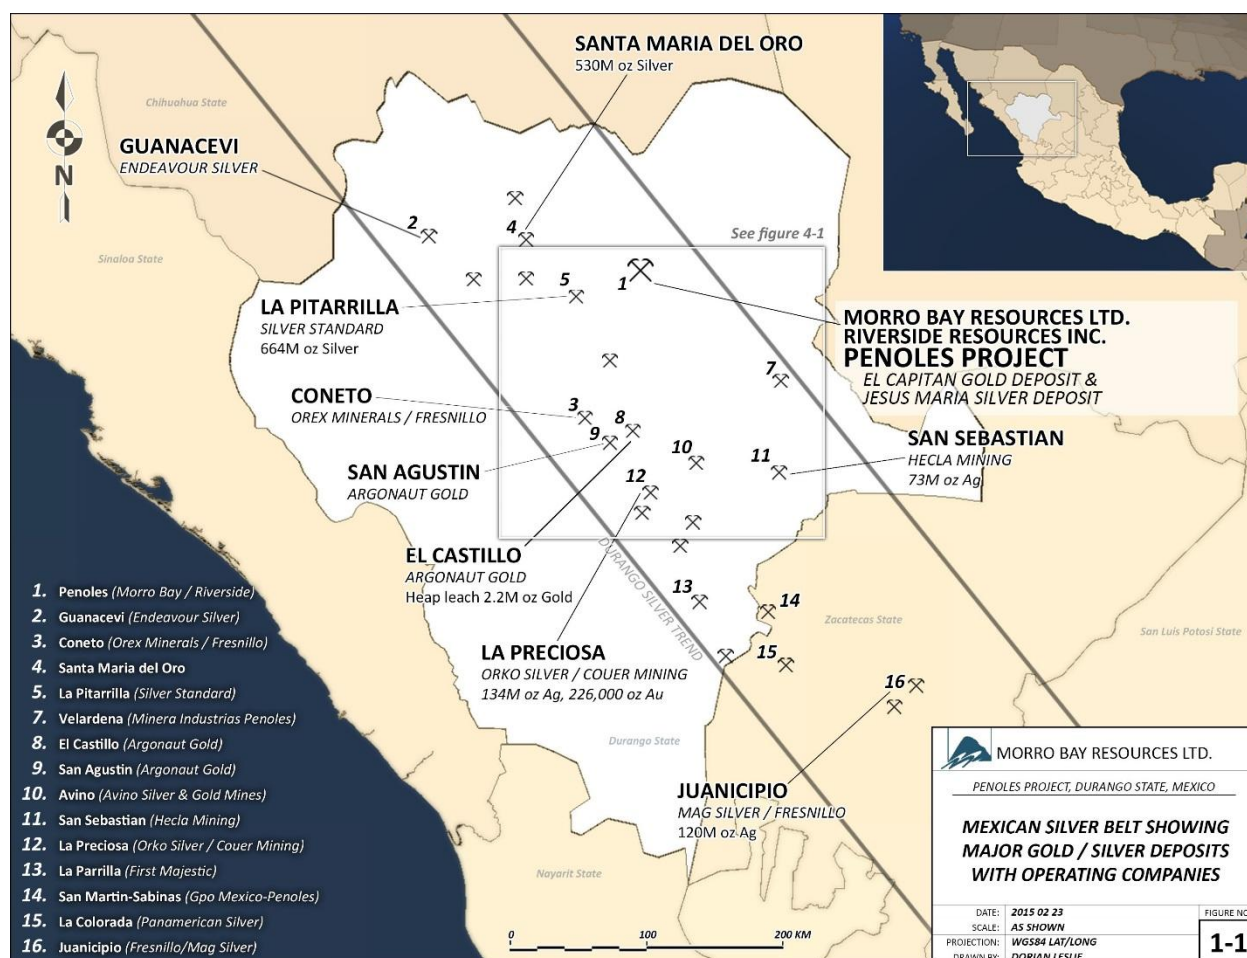 SANTA MARIA DEL ORO
530M oz Silver
Chihuahua State
GUANACEVI
ENDEAVOUR SILVER
N
2
4
See figure 4-1
Sinaloa State
5
1
LA PITARRILLA
SILVER STANDARD
664M oz Silver
MORRO BAY RESOURCES LTD.
RIVERSIDE RESOURCES INC.
PENOLES PROJECT
EL CAPITAN GOLD DEPOSIT &
JESUS MARIA SILVER DEPOSIT
7
CONETO
OREX MINERALS / FRESNILLO
3
8
9
10
11
12
SAN SEBASTIAN
HECLA MINING
73M oz Ag
SAN AGUSTIN
ARGONAUT GOLD
EL CASTILLO
ARGONAUT GOLD
Heap leach 2.2M oz Gold
DURANGO SILVER TREND
13
14
15
16
Zacatecas State
San Luis Potosi State
LA PRECIOSA
ORKO SILVER / COUER MINING
134M oz Ag, 226,000 oz Au
Durango State
JUANICIPIO
MAG SILVER / FRESNILLO
120M oz Ag
Nayarit State
1. Penoles (Morro Bay / Riverside)
2. Guanacevi (Endeavour Silver)
3. Coneto (Orex Minerals / Fresnillo)
4. Santa Maria del Oro
5. La Pitarrilla (Silver Standard)
7. Velardena (Minera Industrias Penoles)
8. El Castillo (Argonaut Gold)
9. San Agustin (Argonaut Gold)
10. Avino (Avino Silver & Gold Mines)
11. San Sebastian (Hecla Mining)
12. La Preciosa (Orko Silver / Couer Mining)
13. La Parrilla (First Majestic)
14. San Martin-Sabinas (Gpo Mexico-Penoles)
15. La Colorada (Panamerican Silver)
16. Juanicipio (Fresnillo/Mag Silver)
0 100 200 KM
MORRO BAY RESOURCES LTD.
PENOLES PROJECT, DURANGO STATE, MEXICO
MEXICAN SILVER BELT SHOWING
MAJOR GOLD / SILVER DEPOSITS
WITH OPERATING COMPANIES
DATE: 2015 02 23
SCALE: AS SHOWN
PROJECTION: WGS84 LAT/LONG
DRAWN BY: DORIAN LESLIE
FIGURE NO
1-1